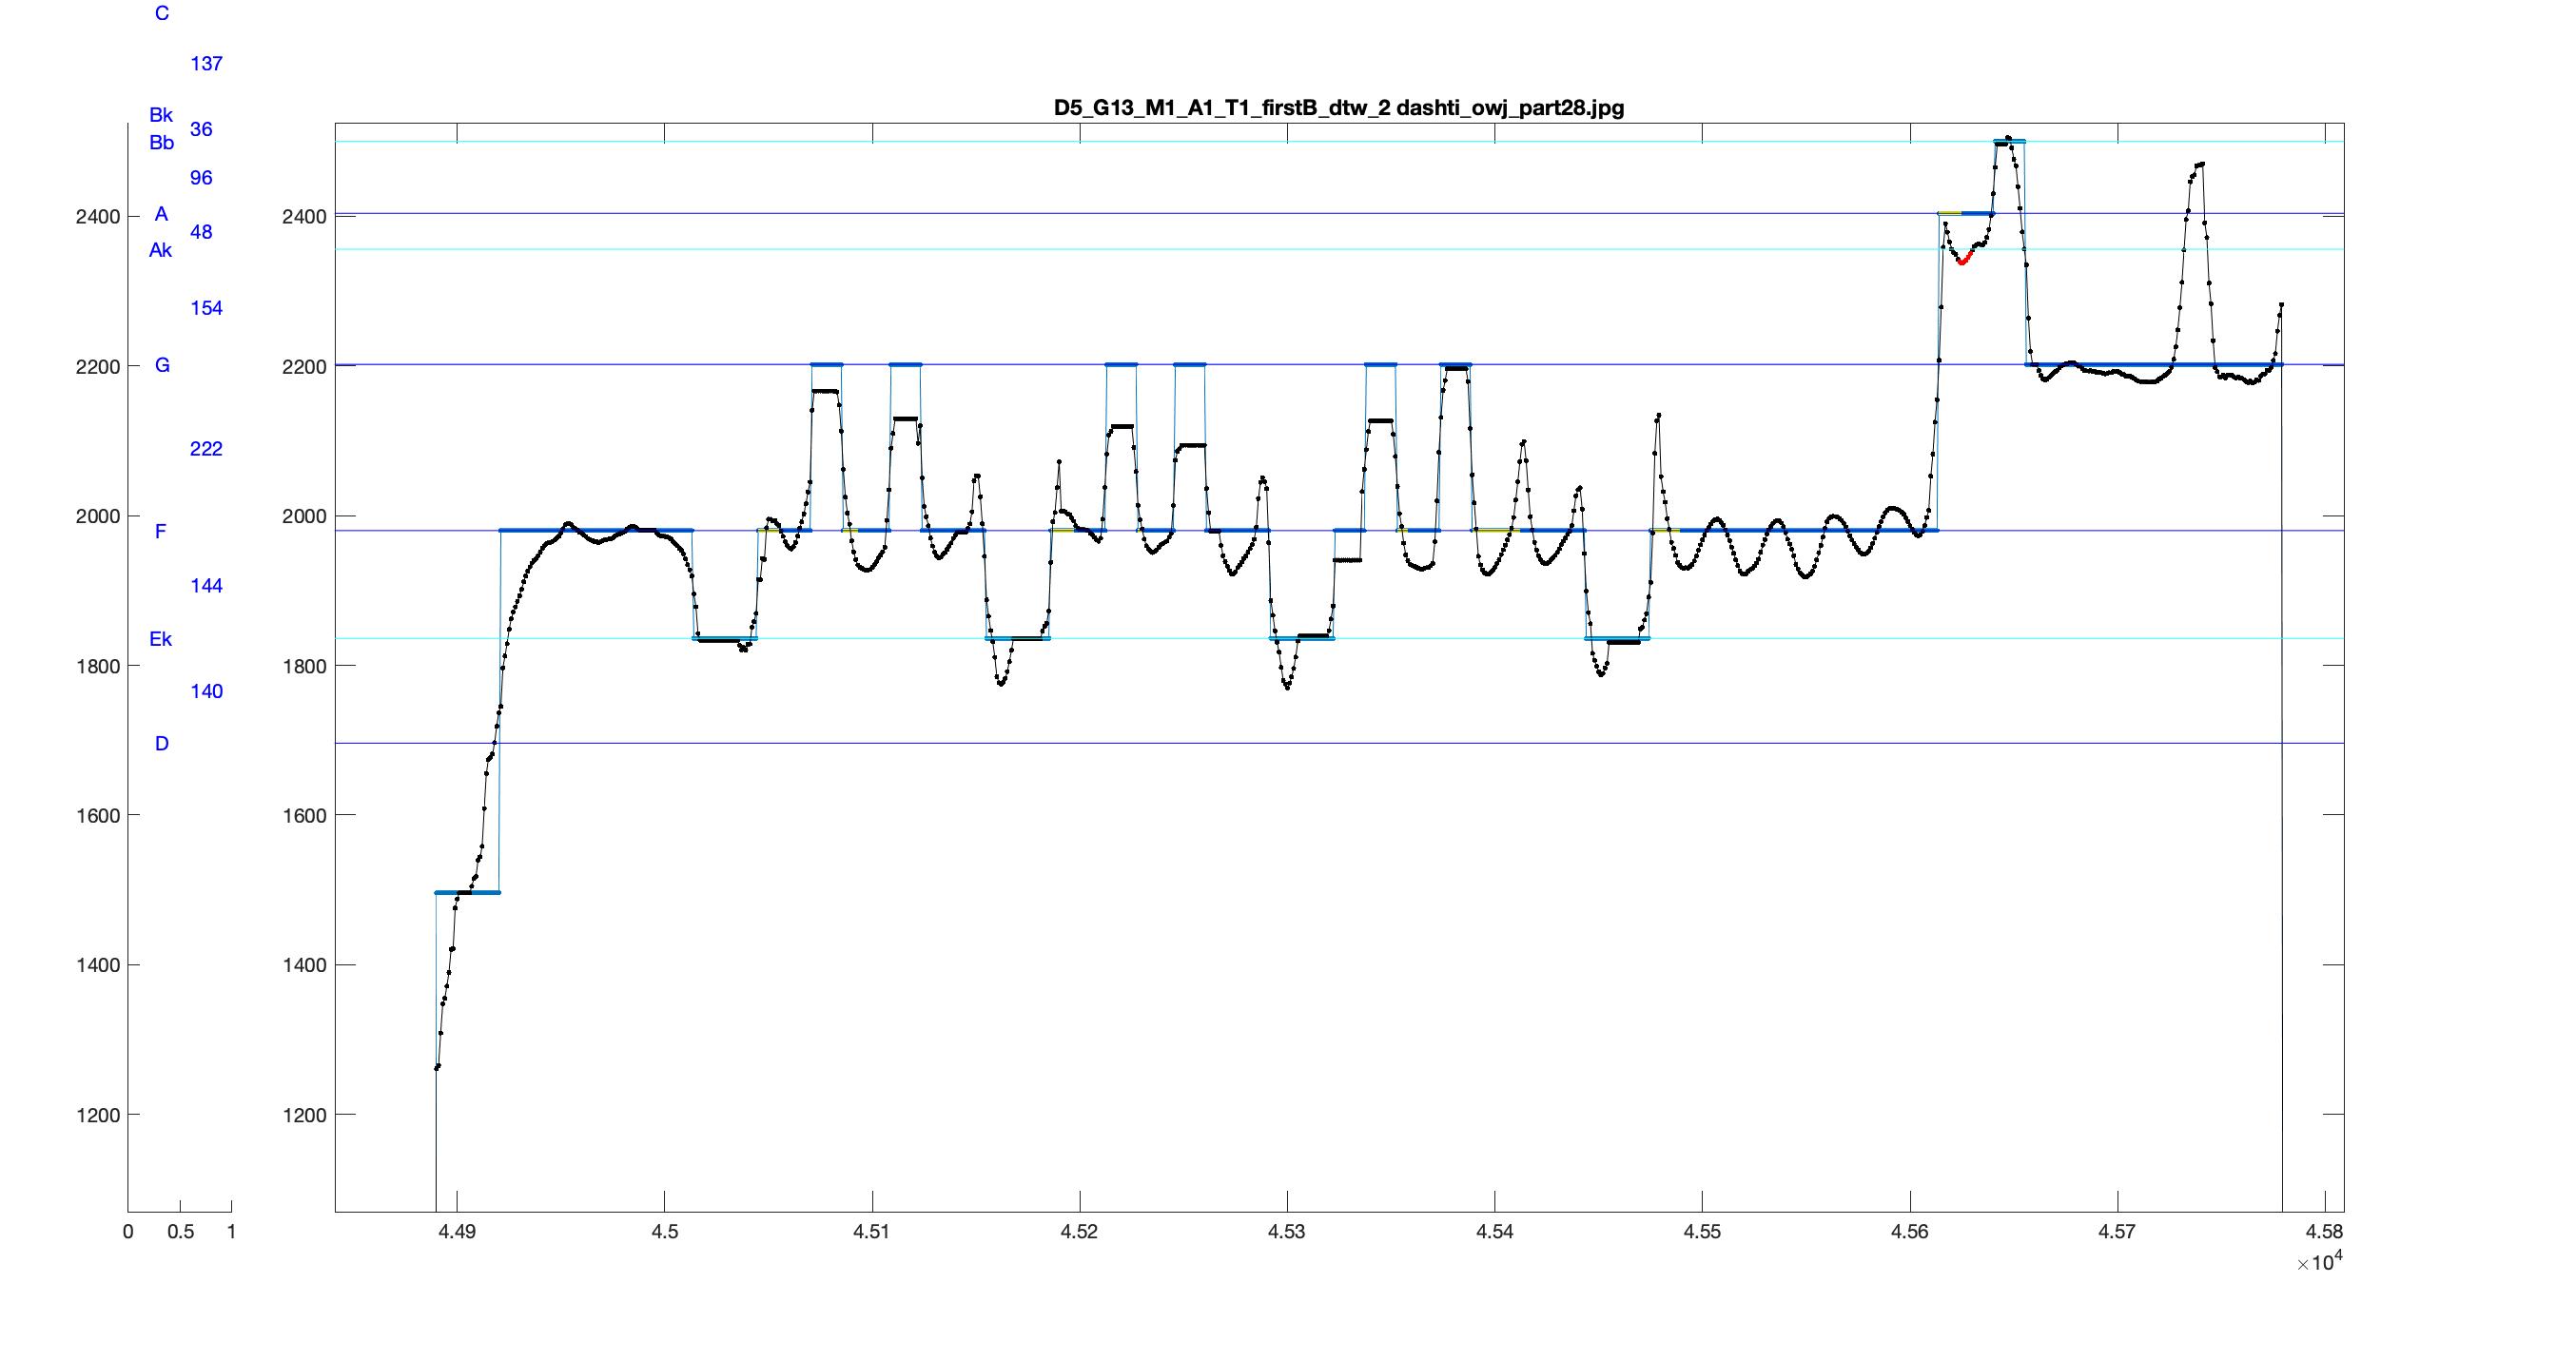 C
137
D5_G13_M1_A1_T1_firstB_dtw_2 dashti_owj_part28.jpg
Bk
36
Bb
96
2400 A 2400
48
Ak
154
2200 G 2200
222
2000 F 2000
144
Ek
1800 1800
140
D
1600 1600
1400 1400
1200 1200
0 0.5 1 4.49 4.5 4.51 4.52 4.53 4.54 4.55 4.56 4.57 4.58
×10⁴